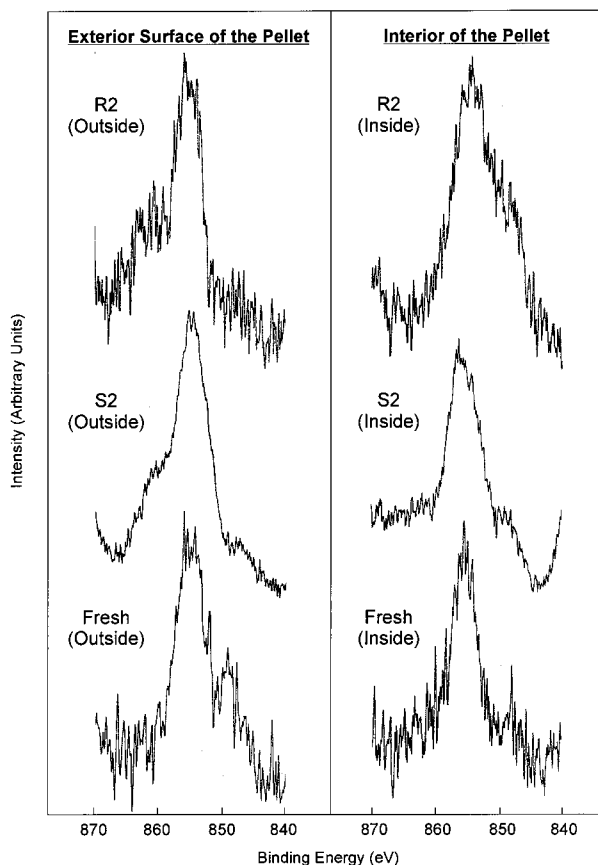 Exterior Surface of the Pellet
Interior of the Pellet
R2
(Outside)
R2
(Inside)
S2
(Outside)
S2
(Inside)
Fresh
(Outside)
Fresh
(Inside)
Intensity (Arbitrary Units)
870 860 850 840
870 860 850 840
Binding Energy (eV)